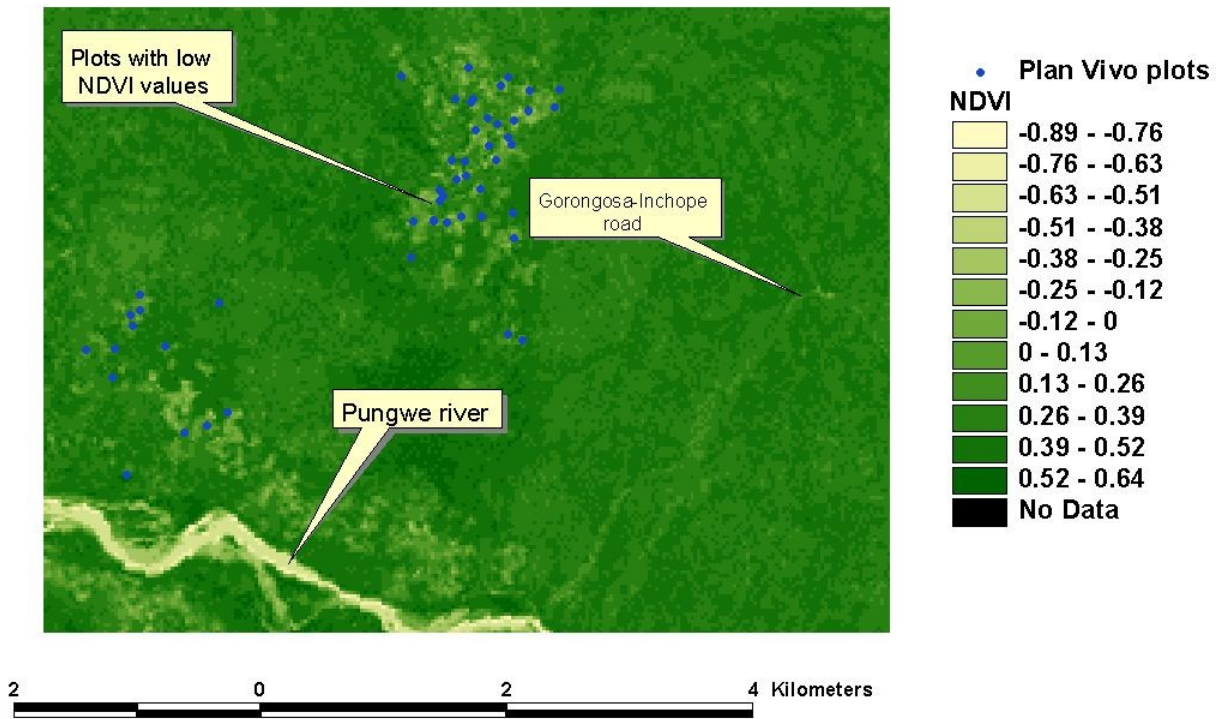 Plots with low
NDVI values
Gorongosa-Inchope
road
Pungwe river
Plan Vivo plots
NDVI
-0.89 - -0.76
-0.76 - -0.63
-0.63 - -0.51
-0.51 - -0.38
-0.38 - -0.25
-0.25 - -0.12
-0.12 - 0
0 - 0.13
0.13 - 0.26
0.26 - 0.39
0.39 - 0.52
0.52 - 0.64
No Data
2 0 2 4 Kilometers